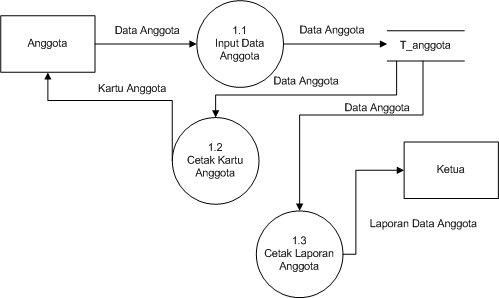 Anggota
Data Anggota
1.1
Input Data
Anggota
Data Anggota
T_anggota
Data Anggota
Kartu Anggota
Data Anggota
1.2
Cetak Kartu
Anggota
Ketua
Laporan Data Anggota
1.3
Cetak Laporan
Anggota